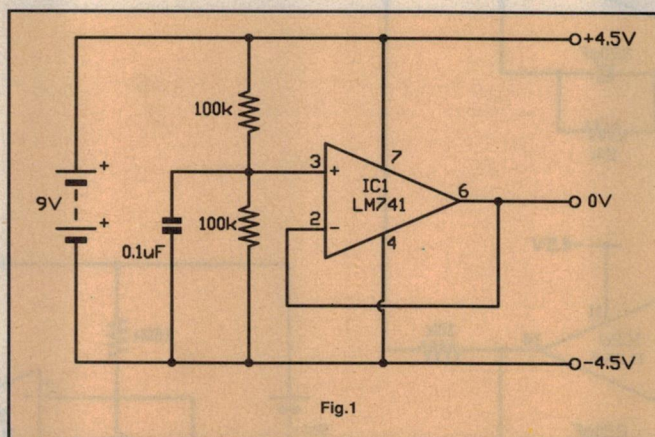 +4.5V
100k
3
+
7
IC1
LM741
6
0V
2
-
4
+
9V
+
100k
0.1uF
-4.5V
Fig.1